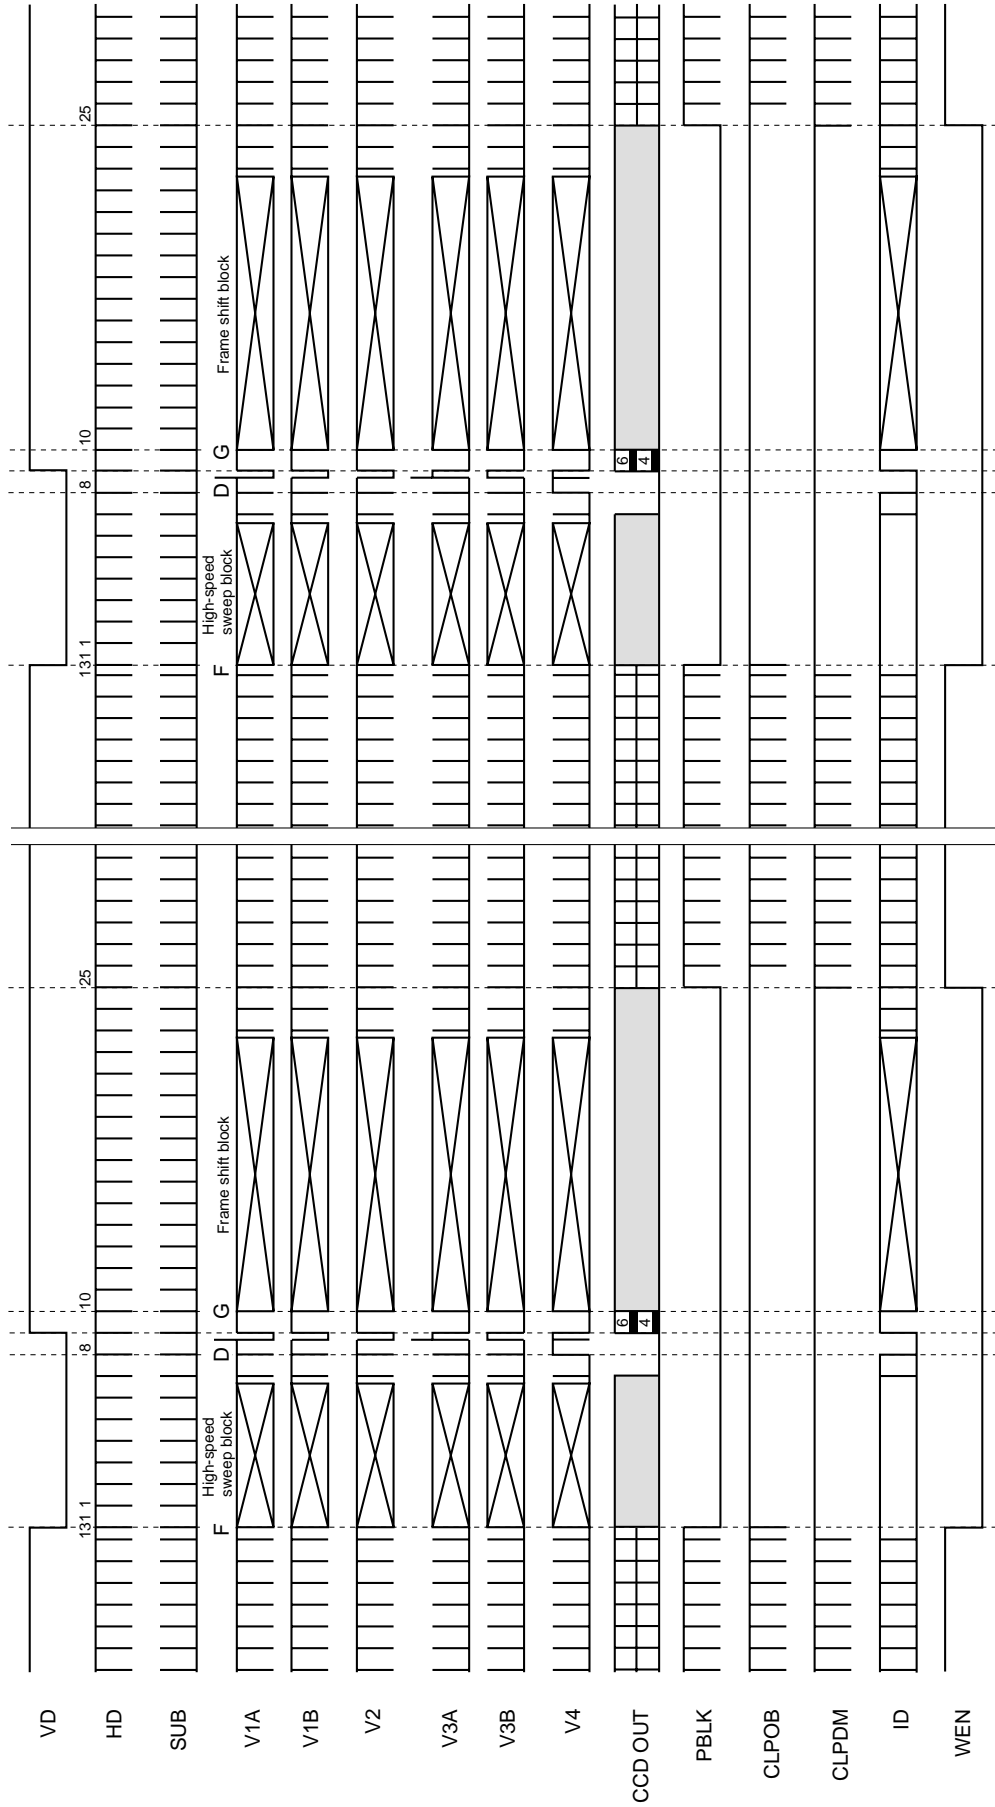 VD
131 1 8 10 25 131 1 8 10 25
HD
SUB
High-speed
sweep block
Frame shift block
High-speed
sweep block
Frame shift block
F D G F D G
V1A
V1B
V2
V3A
V3B
V4
6 6
CCD OUT
4 4
PBLK
CLPOB
CLPDM
ID
WEN